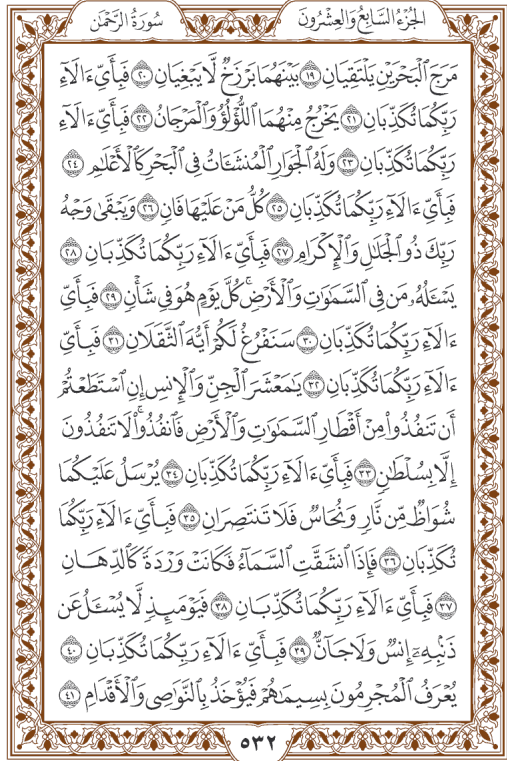 الجُزْءُ السَّابِعُ وَالعِشْرُونَ سُورَةُ الرَّحْمَٰن
مَرَجَ ٱلْبَحْرَيْنِ يَلْتَقِيَانِ ١٩ بَيْنَهُمَا بَرْزَخٌ لَّا يَبْغِيَانِ ٢٠ فَبِأَيِّ ءَالَآءِ
رَبِّكُمَا تُكَذِّبَانِ ٢١ يَخْرُجُ مِنْهُمَا ٱللُّؤْلُؤُ وَٱلْمَرْجَانُ ٢٢ فَبِأَيِّ ءَالَآءِ
رَبِّكُمَا تُكَذِّبَانِ ٢٣ وَلَهُ ٱلْجَوَارِ ٱلْمُنشَـَٔاتُ فِى ٱلْبَحْرِ كَٱلْأَعْلَٰمِ ٢٤
فَبِأَيِّ ءَالَآءِ رَبِّكُمَا تُكَذِّبَانِ ٢٥ كُلُّ مَنْ عَلَيْهَا فَانٍ ٢٦ وَيَبْقَىٰ وَجْهُ
رَبِّكَ ذُو ٱلْجَلَٰلِ وَٱلْإِكْرَامِ ٢٧ فَبِأَيِّ ءَالَآءِ رَبِّكُمَا تُكَذِّبَانِ ٢٨
يَسْـَٔلُهُۥ مَن فِى ٱلسَّمَٰوَٰتِ وَٱلْأَرْضِۚ كُلَّ يَوْمٍ هُوَ فِى شَأْنٍ ٢٩ فَبِأَيِّ
ءَالَآءِ رَبِّكُمَا تُكَذِّبَانِ ٣٠ سَنَفْرُغُ لَكُمْ أَيُّهَ ٱلثَّقَلَانِ ٣١ فَبِأَيِّ
ءَالَآءِ رَبِّكُمَا تُكَذِّبَانِ ٣٢ يَٰمَعْشَرَ ٱلْجِنِّ وَٱلْإِنسِ إِنِ ٱسْتَطَعْتُمْ
أَن تَنفُذُوا۟ مِنْ أَقْطَارِ ٱلسَّمَٰوَٰتِ وَٱلْأَرْضِ فَٱنفُذُوا۟ۚ لَا تَنفُذُونَ
إِلَّا بِسُلْطَٰنٍ ٣٣ فَبِأَيِّ ءَالَآءِ رَبِّكُمَا تُكَذِّبَانِ ٣٤ يُرْسَلُ عَلَيْكُمَا
شُوَاظٌ مِّن نَّارٍ وَنُحَاسٌ فَلَا تَنتَصِرَانِ ٣٥ فَبِأَيِّ ءَالَآءِ رَبِّكُمَا
تُكَذِّبَانِ ٣٦ فَإِذَا ٱنشَقَّتِ ٱلسَّمَآءُ فَكَانَتْ وَرْدَةً كَٱلدِّهَانِ
٣٧ فَبِأَيِّ ءَالَآءِ رَبِّكُمَا تُكَذِّبَانِ ٣٨ فَيَوْمَئِذٍ لَّا يُسْـَٔلُ عَن
ذَنۢبِهِۦٓ إِنسٌ وَلَا جَآنٌّ ٣٩ فَبِأَيِّ ءَالَآءِ رَبِّكُمَا تُكَذِّبَانِ ٤٠
يُعْرَفُ ٱلْمُجْرِمُونَ بِسِيمَٰهُمْ فَيُؤْخَذُ بِٱلنَّوَٰصِى وَٱلْأَقْدَامِ ٤١
٥٣٢